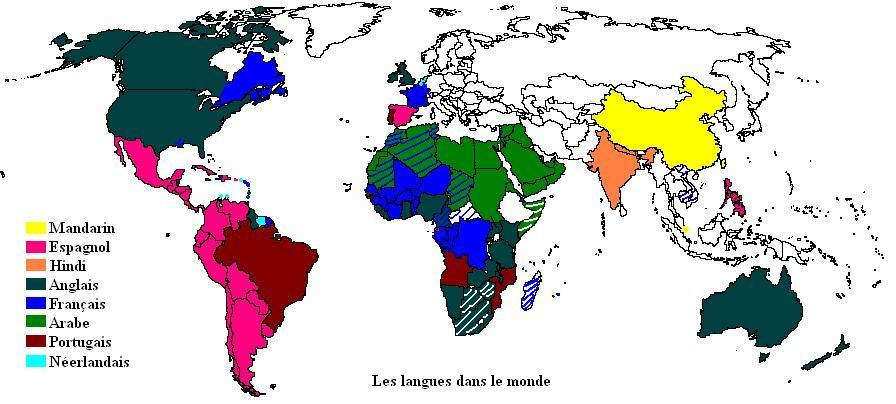 Mandarin
Espagnol
Hindi
Anglais
Français
Arabe
Portugais
Néerlandais
Les langues dans le monde